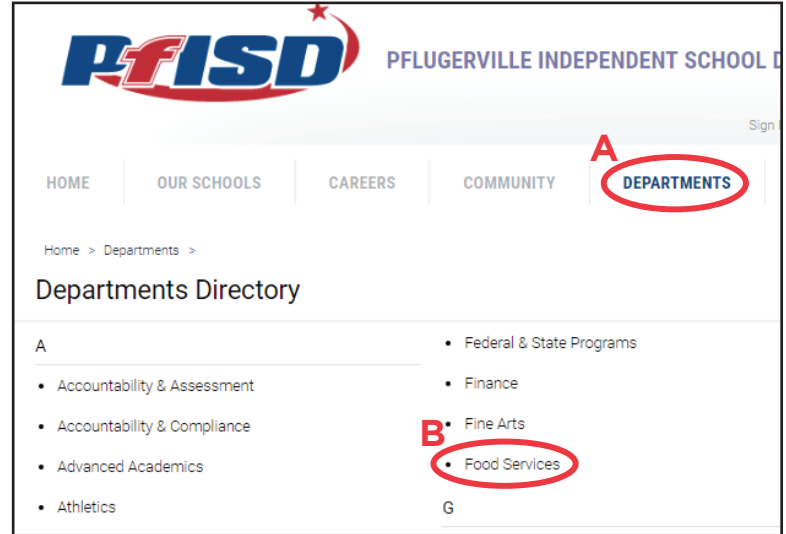 PfISD
PFLUGERVILLE INDEPENDENT SCHOOL
Sign
A
HOME OUR SCHOOLS CAREERS COMMUNITY DEPARTMENTS
Home > Departments >
Departments Directory
A
• Accountability & Assessment
• Accountability & Compliance
• Advanced Academics
• Athletics
• Federal & State Programs
• Finance
• Fine Arts
B
• Food Services
G